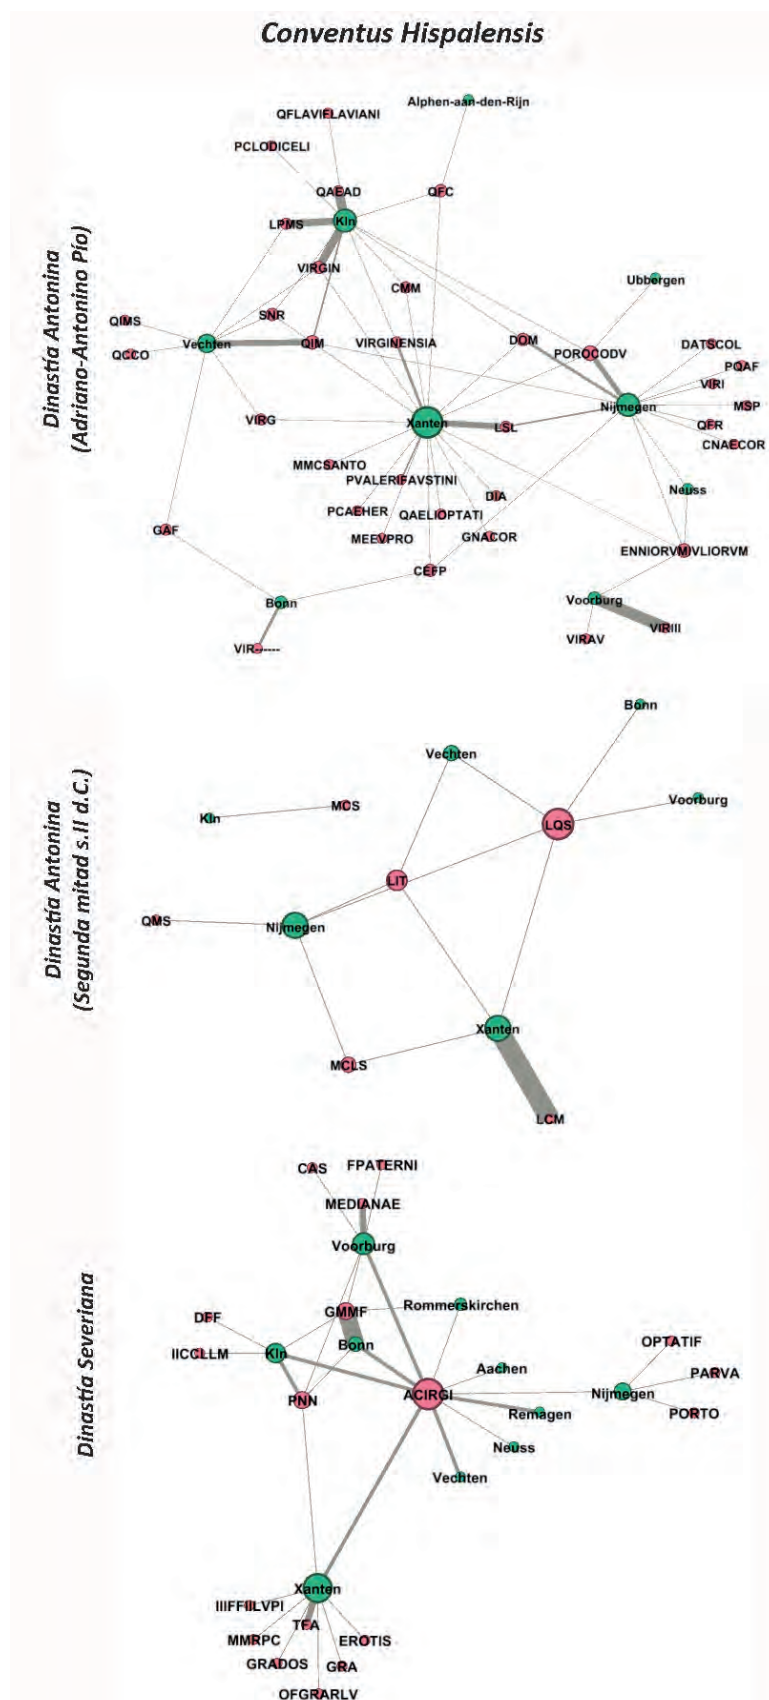 Conventus Hispalensis
Dinastía Antonina
(Adriano-Antonino Pío)
Alphen-aan-den-Rijn
QFLAVIFLAVIANI
PCLODICELI
QAEAD
QFC
LPMS
Kln
VIRGIN
CMM
Ubbergen
SNR
QIMS
Vechten
QIM
VIRGINENSIA
DOM
POROCODV
DATSCOL
QCCO
PQAF
VIRI
Nijmegen
MSP
VIRG
Xanten
LSL
QFR
CNAECOR
MMCSANTO
PVALERIFAVSTINI
DIA
Neuss
PCAEHER
QAELIOPTATI
GAF
MEEVPRO
GNACOR
ENNIORVMIVLIORVM
CEFP
Bonn
Voorburg
VIRIII
VIRAV
VIR------
Dinastía Antonina
(Segunda mitad s.II d.C.)
Bonn
Vechten
Voorburg
MCS
Kln
LQS
LIT
QMS
Nijmegen
Xanten
MCLS
LCM
Dinastía Severiana
CAS
FPATERNI
MEDIANAE
Voorburg
Rommerskirchen
GMMF
DFF
Bonn
OPTATIF
IICCLLM
Kln
Aachen
PARVA
PNN
ACIRGI
Nijmegen
Remagen
PORTO
Neuss
Vechten
Xanten
IIIFFIILVPI
TFA
MMRPC
EROTIS
GRADOS
GRA
OFGRARLV